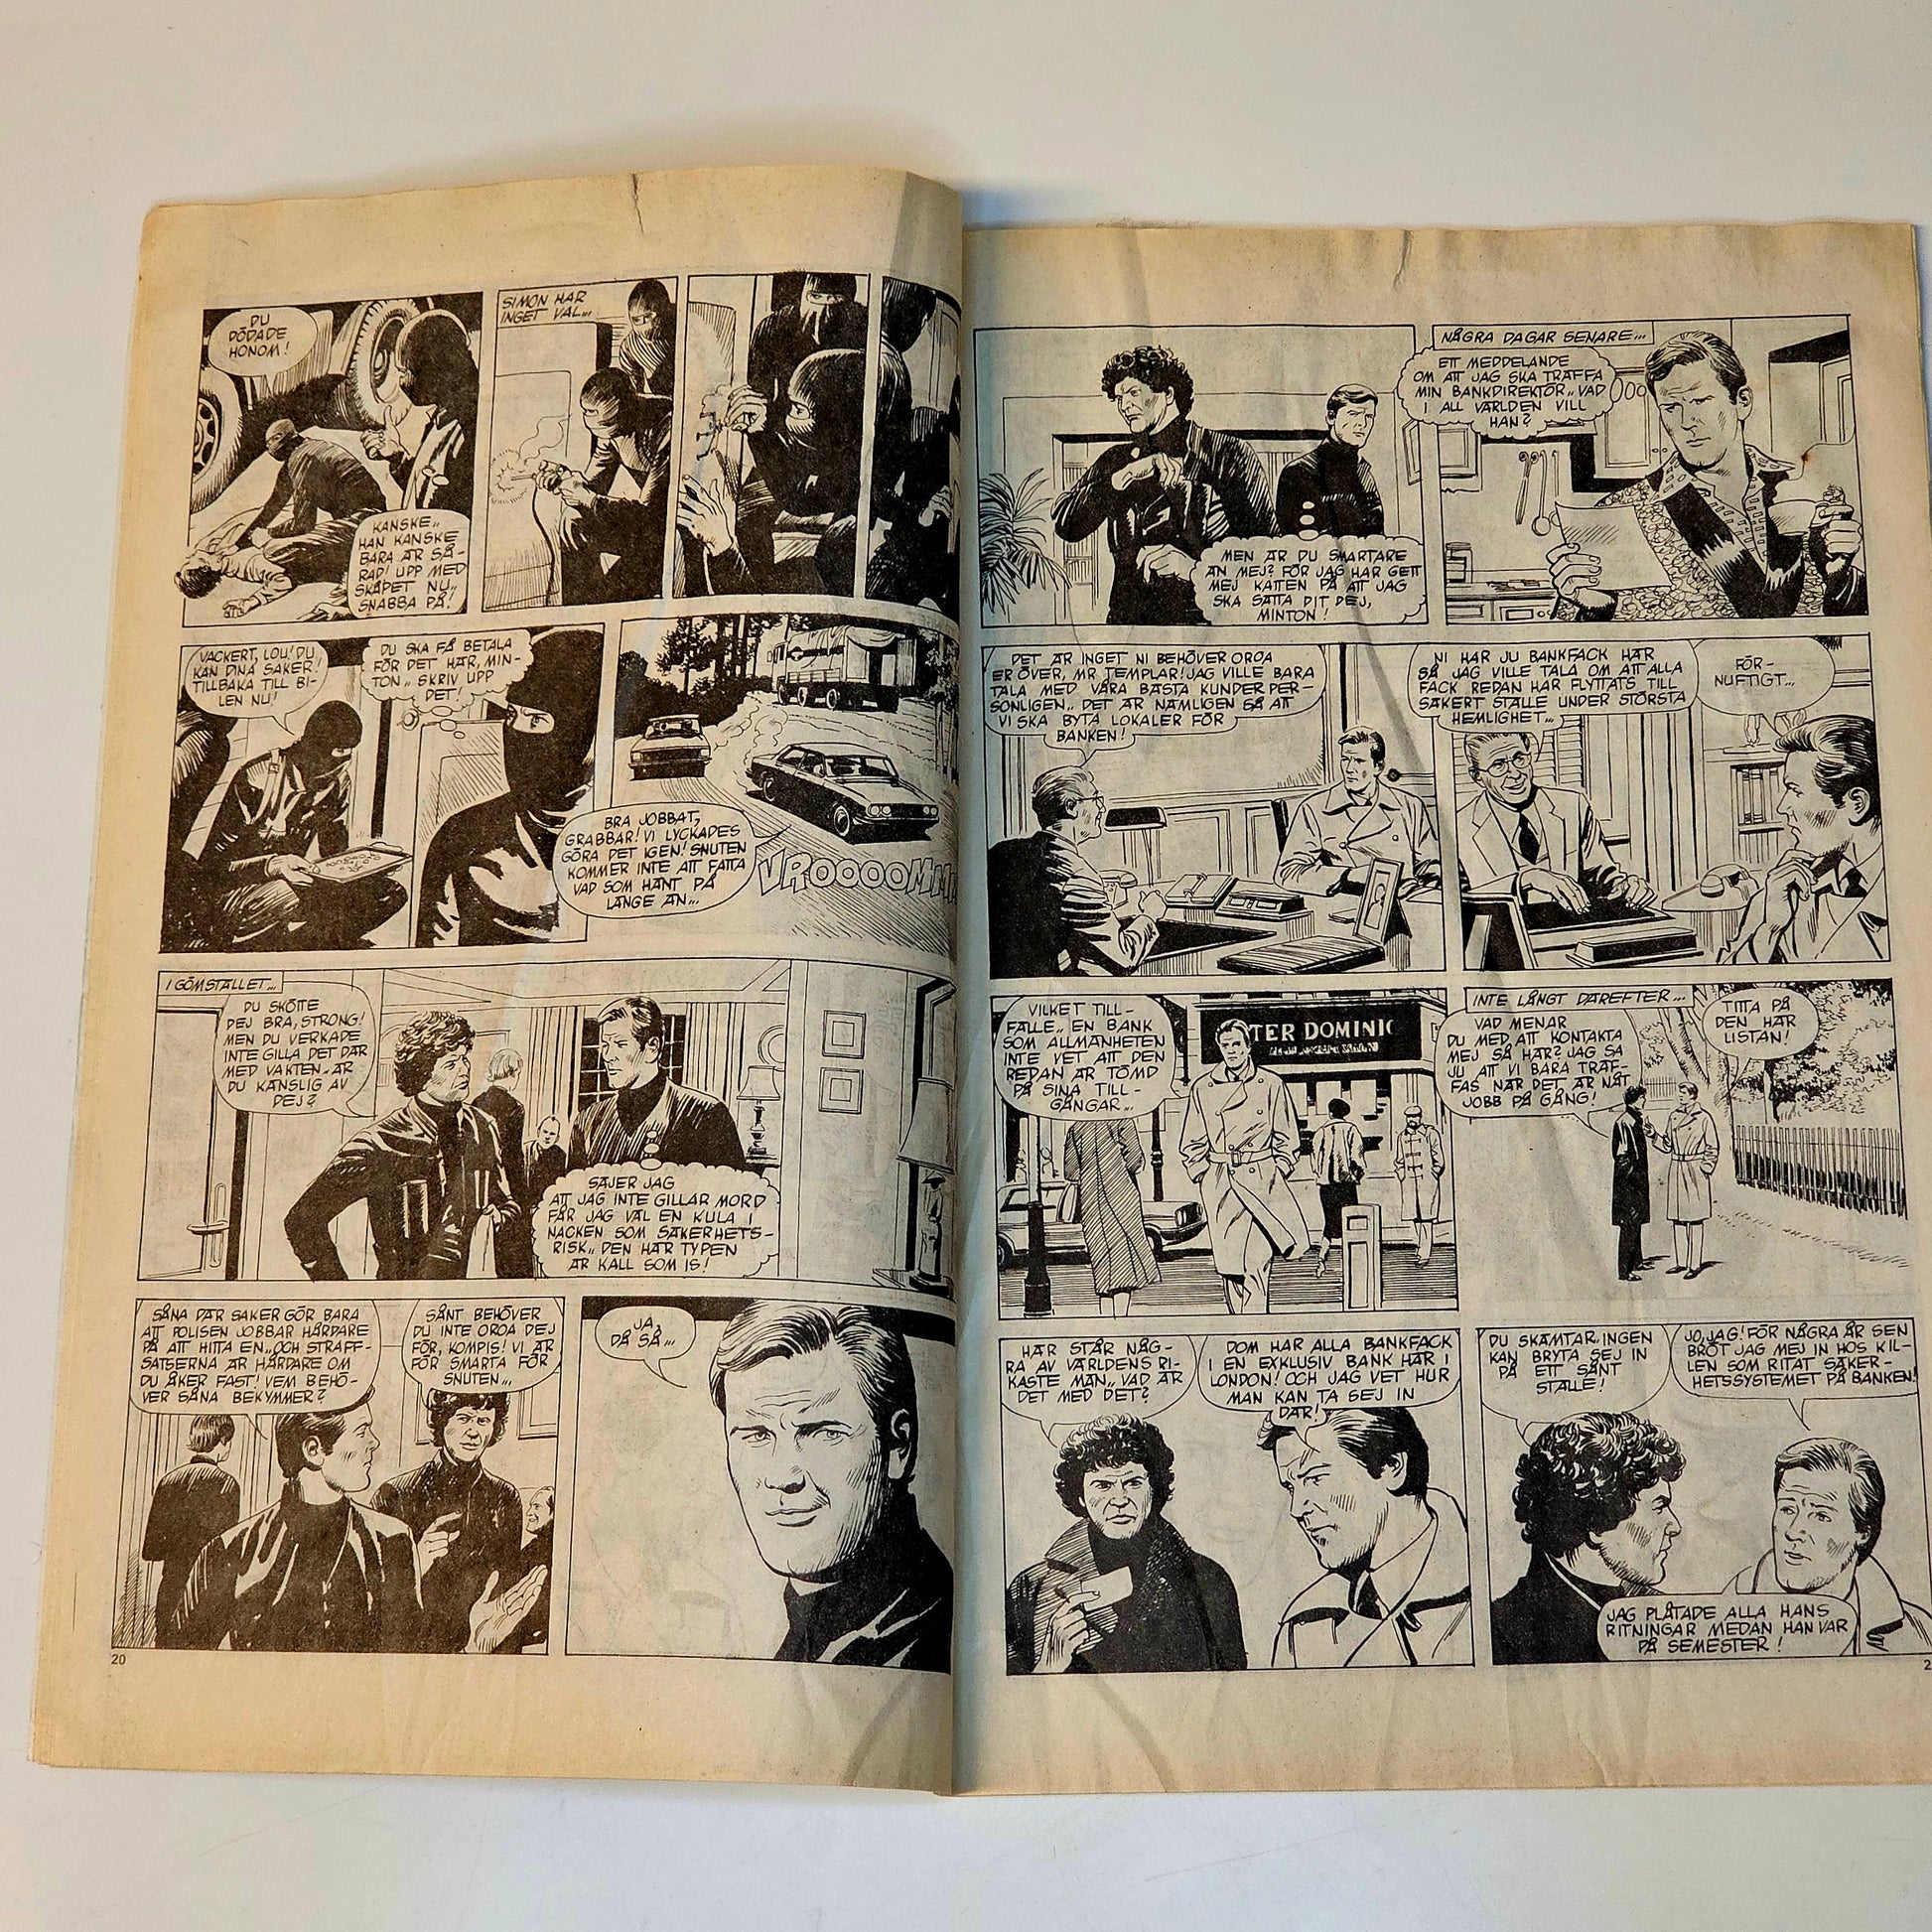 DU
DÖDADE
HONOM!
KANSKE..
HAN KANSKE
BARA ÄR SÅ-
RAD! UPP MED
SKÅPET NU..
SNABBA PÅ!
SIMON HAR
INGET VAL...
VACKERT, LOU! DU
KAN DINA SAKER!
TILLBAKA TILL BI-
LEN NU!
DU SKA FÅ BETALA
FÖR DET HÄR, MIN-
TON.. SKRIV UPP
DET!
BRA JOBBAT,
GRABBAR! VI LYCKADES
GÖRA DET IGEN! SNUTEN
KOMMER INTE ATT FATTA
VAD SOM HÄNT PÅ
LÄNGE ÄN...
VROOOOMMM
I GÖMSTÄLLET...
DU SKÖTTE
DEJ BRA, STRONG!
MEN DU VERKADE
INTE GILLA DET DÄR
MED VAKTEN.. ÄR
DU KÄNSLIG AV
DEJ?
SÄJER JAG
ATT JAG INTE GILLAR MORD
FÅR JAG VÄL EN KULA I
NACKEN SOM SÄKERHETS-
RISK.. DEN HÄR TYPEN
ÄR KALL SOM IS!
SÅNA DÄR SAKER GÖR BARA
ATT POLISEN JOBBAR HÅRDARE
PÅ ATT HITTA EN.. OCH STRAFF-
SATSERNA ÄR HÅRDARE OM
DU ÅKER FAST! VEM BEHÖ-
VER SÅNA BEKYMMER?
SÅNT BEHÖVER
DU INTE OROA DEJ
FÖR, KOMPIS! VI ÄR
FÖR SMARTA FÖR
SNUTEN...
JA,
DÅ SÅ...
20
MEN ÄR DU SMARTARE
ÄN MEJ? FÖR JAG HAR GETT
MEJ KATTEN PÅ ATT JAG
SKA SÄTTA DIT DEJ,
MINTON!
NÅGRA DAGAR SENARE...
ETT MEDDELANDE
OM ATT JAG SKA TRÄFFA
MIN BANKDIREKTÖR.. VAD
I ALL VÄRLDEN VILL
HAN?
DET ÄR INGET NI BEHÖVER OROA
ER ÖVER, MR TEMPLAR! JAG VILLE BARA
TALA MED VÅRA BÄSTA KUNDER PER-
SONLIGEN.. DET ÄR NÄMLIGEN SÅ ATT
VI SKA BYTA LOKALER FÖR
BANKEN!
NI HAR JU BANKFACK HÄR
SÅ JAG VILLE TALA OM ATT ALLA
FACK REDAN HAR FLYTTATS TILL
SÄKERT STÄLLE UNDER STÖRSTA
HEMLIGHET...
FÖR-
NUFTIGT...
VILKET TILL-
FÄLLE.. EN BANK
SOM ALLMÄNHETEN
INTE VET ATT DEN
REDAN ÄR TÖMD
PÅ SINA TILL-
GÅNGAR...
TER DOMINIC
INTE LÅNGT DÄREFTER...
VAD MENAR
DU MED ATT KONTAKTA
MEJ SÅ HÄR? JAG SA
JU ATT VI BARA TRÄF-
FAS NÄR DET ÄR NÅT
JOBB PÅ GÅNG!
TITTA PÅ
DEN HÄR
LISTAN!
HÄR STÅR NÅG-
RA AV VÄRLDENS RI-
KASTE MÄN.. VAD ÄR
DET MED DET?
DOM HAR ALLA BANKFACK
I EN EXKLUSIV BANK HÄR I
LONDON! OCH JAG VET HUR
MAN KAN TA SEJ IN
DÄR!
DU SKÄMTAR. INGEN
KAN BRYTA SEJ IN
PÅ ETT SÅNT
STÄLLE!
JO, JAG! FÖR NÅGRA ÅR SEN
BRÖT JAG MEJ IN HOS KIL-
LEN SOM RITAT SÄKER-
HETSSYSTEMET PÅ BANKEN!
JAG PLÅTADE ALLA HANS
RITNINGAR MEDAN HAN VAR
PÅ SEMESTER!
2